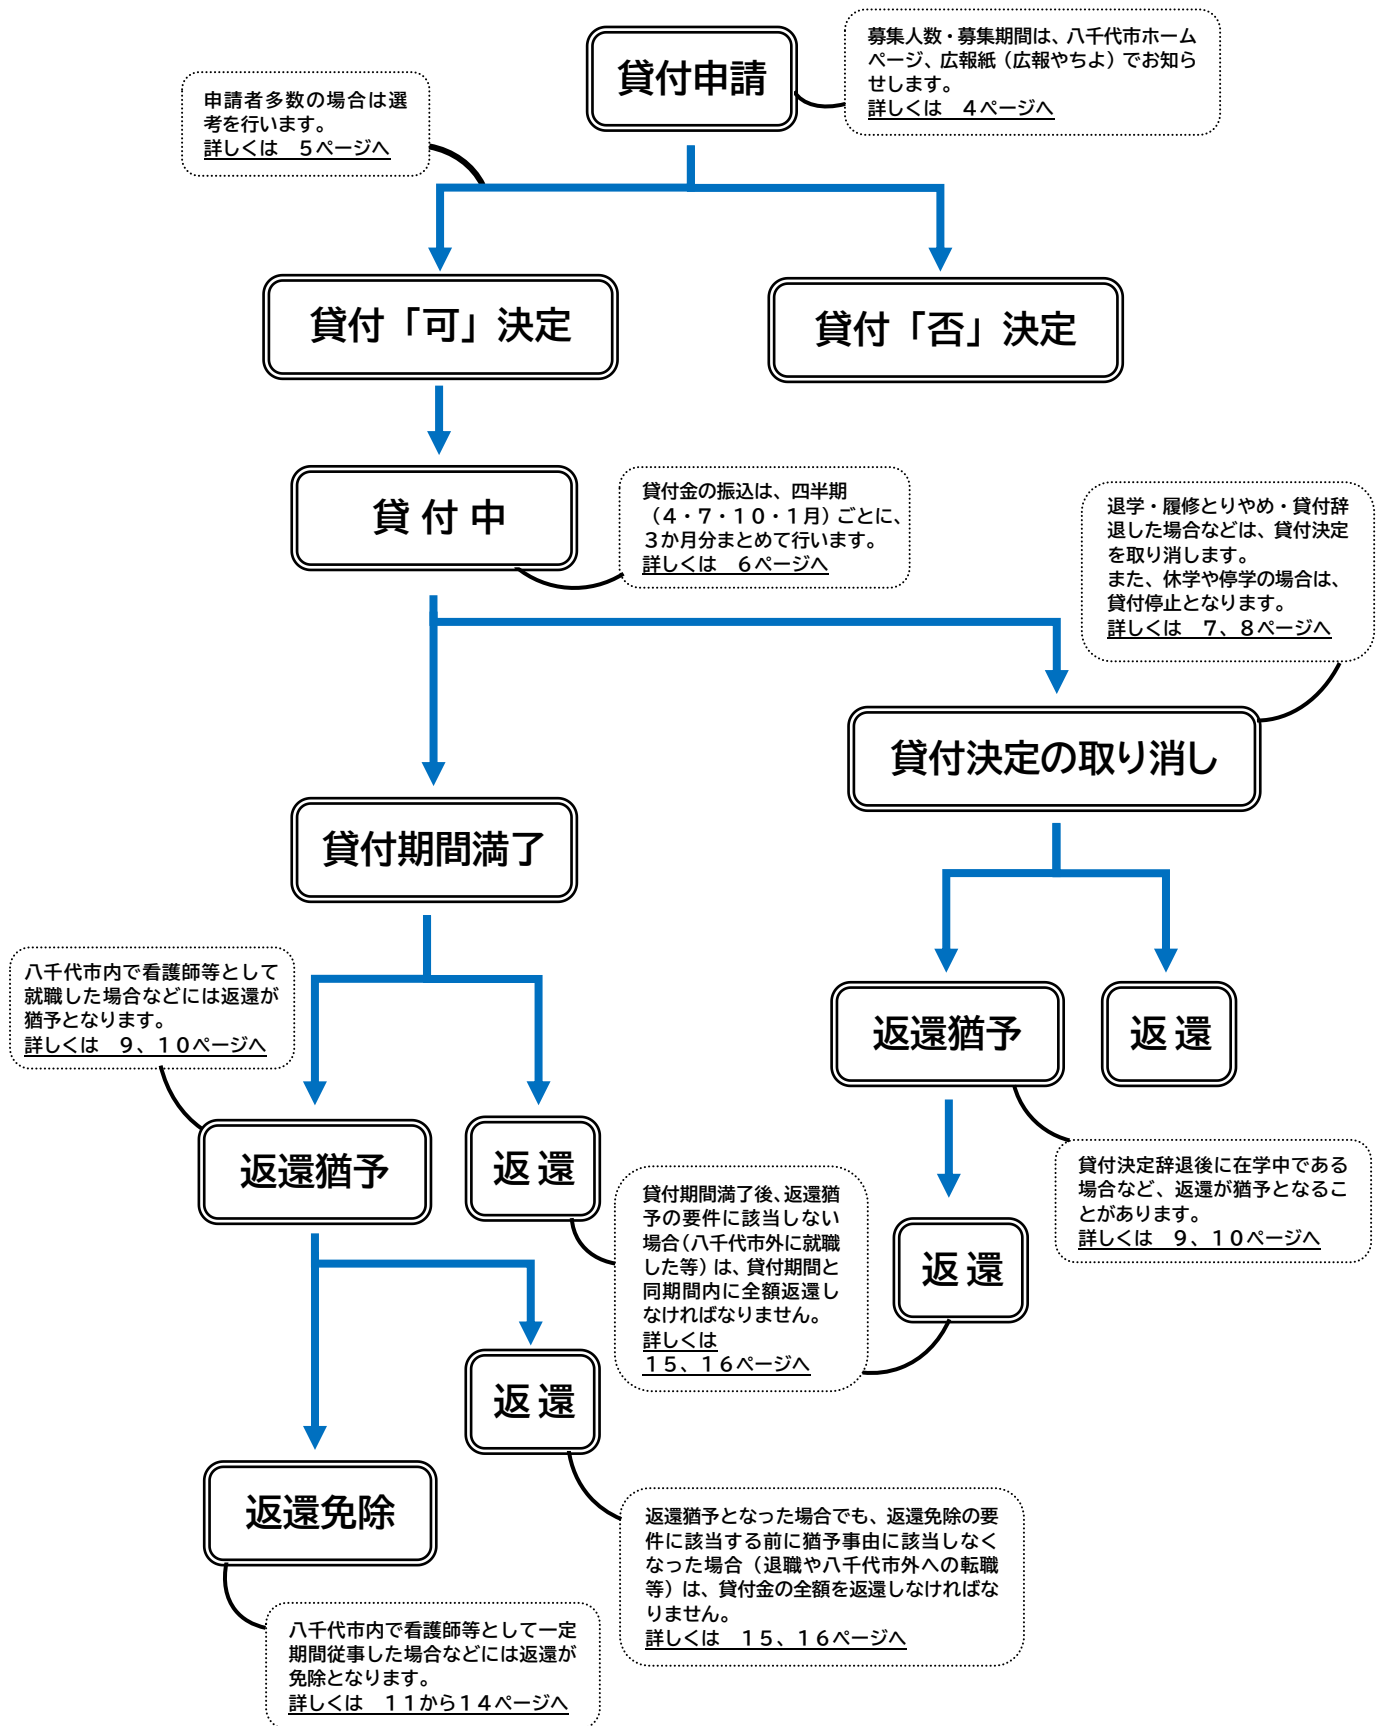 貸付申請
募集人数・募集期間は、八千代市ホーム
ページ、広報紙（広報やちよ）でお知ら
せします。
詳しくは　４ページへ
申請者多数の場合は選
考を行います。
詳しくは　５ページへ
貸付「可」決定
貸付「否」決定
貸 付 中
貸付金の振込は、四半期
（４・７・１０・１月）ごとに、
３か月分まとめて行います。
詳しくは　６ページへ
退学・履修とりやめ・貸付辞
退した場合などは、貸付決定
を取り消します。
また、休学や停学の場合は、
貸付停止となります。
詳しくは　７、８ページへ
貸付決定の取り消し
貸付期間満了
八千代市内で看護師等として
就職した場合などには返還が
猶予となります。
詳しくは　９、１０ページへ
返還猶予
返 還
返還猶予
返 還
貸付期間満了後、返還猶
予の要件に該当しない
場合（八千代市外に就職
した等）は、貸付期間と
同期間内に全額返還し
なければなりません。
詳しくは
１５、１６ページへ
貸付決定辞退後に在学中である
場合など、返還が猶予となるこ
とがあります。
詳しくは　９、１０ページへ
返 還
返 還
返還免除
返還猶予となった場合でも、返還免除の要
件に該当する前に猶予事由に該当しなく
なった場合（退職や八千代市外への転職
等）は、貸付金の全額を返還しなければな
りません。
詳しくは　１５、１６ページへ
八千代市内で看護師等として一定
期間従事した場合などには返還が
免除となります。
詳しくは　１１から１４ページへ